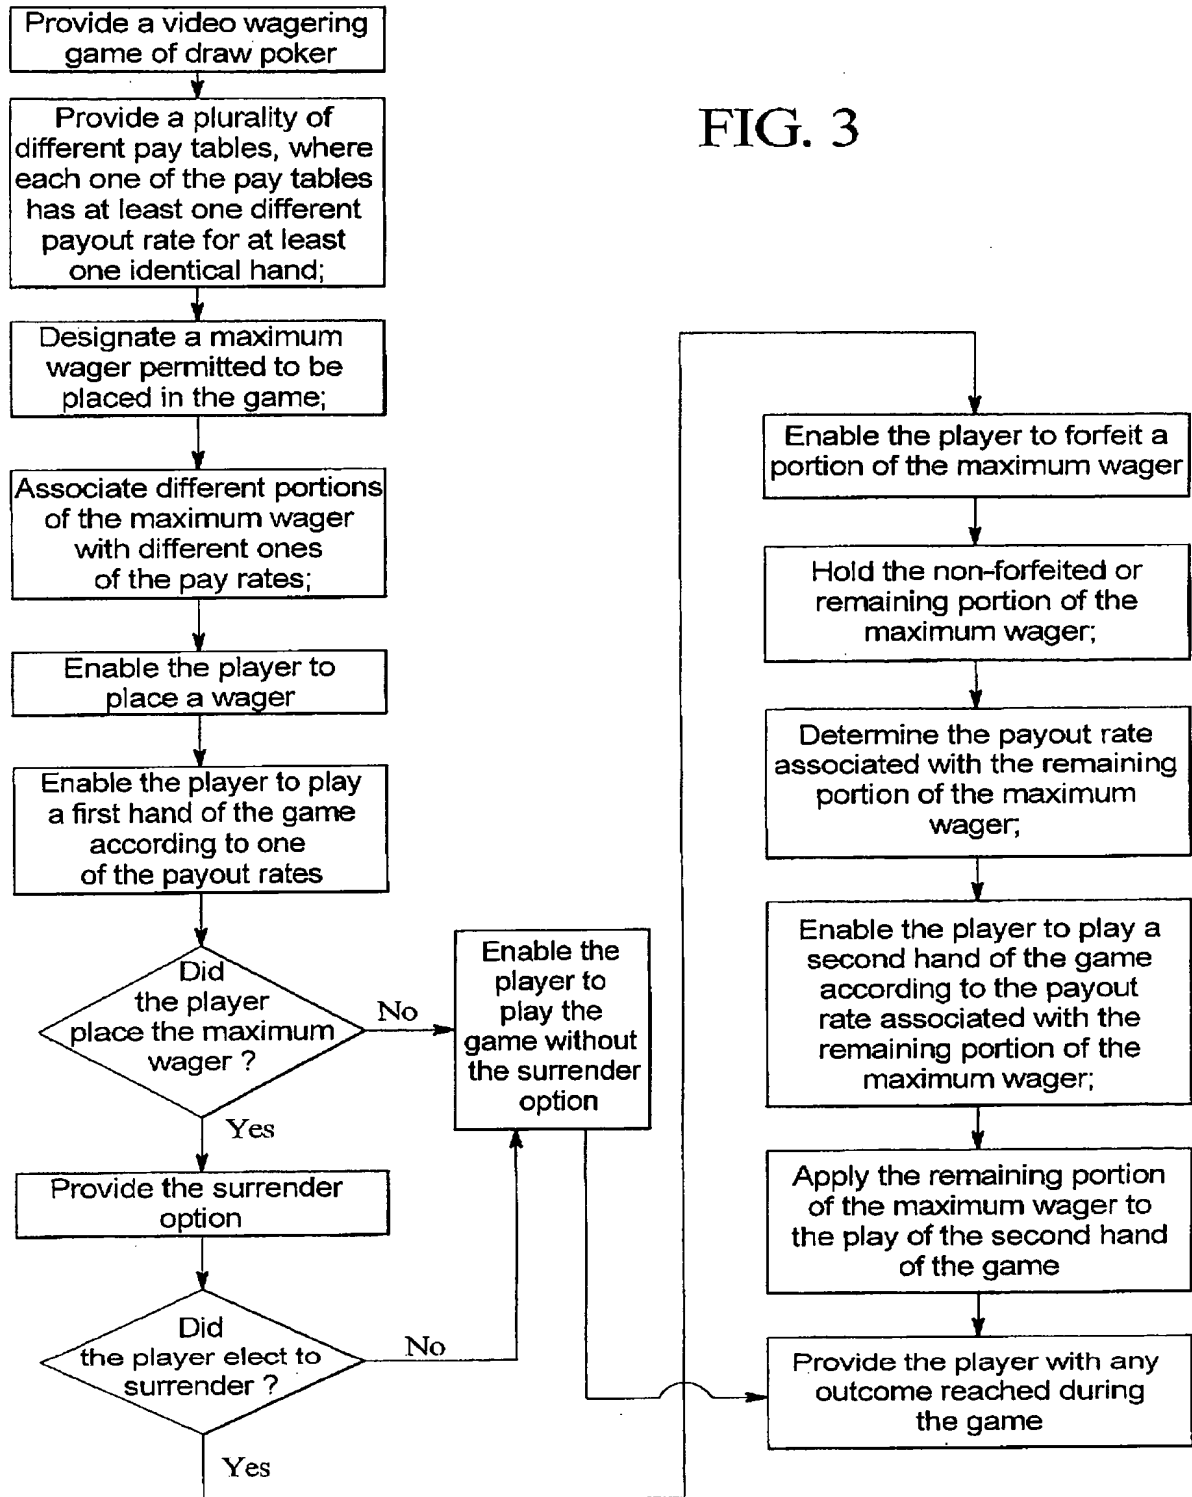 Provide a video wagering
game of draw poker
Provide a plurality of
different pay tables, where
each one of the pay tables
has at least one different
payout rate for at least
one identical hand;
FIG. 3
Designate a maximum
wager permitted to be
placed in the game;
Associate different portions
of the maximum wager
with different ones
of the pay rates;
Enable the player to
place a wager
Enable the player to play
a first hand of the game
according to one
of the payout rates
Did
the player
place the maximum
wager ?
No
Yes
Enable the
player to
play the
game without
the surrender
option
Provide the surrender
option
Did
the player elect to
surrender ?
No
Yes
Enable the player to forfeit a
portion of the maximum wager
Hold the non-forfeited or
remaining portion of the
maximum wager;
Determine the payout rate
associated with the remaining
portion of the maximum
wager;
Enable the player to play a
second hand of the game
according to the payout
rate associated with the
remaining portion of the
maximum wager;
Apply the remaining portion
of the maximum wager to
the play of the second hand
of the game
Provide the player with any
outcome reached during
the game